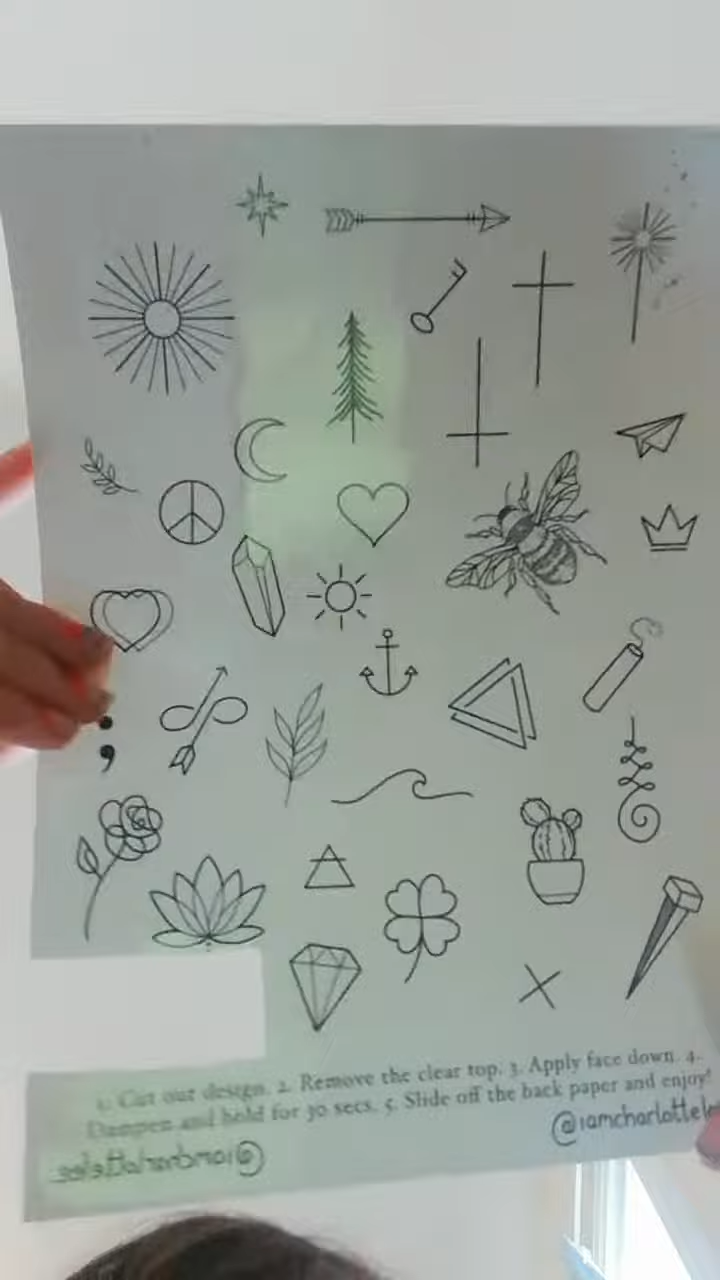 1. Cut out design. 2. Remove the clear top. 3. Apply face down. 4.
Dampen and hold for 30 secs. 5. Slide off the back paper and enjoy!
@iamcharlottele
@iamcharlottelee